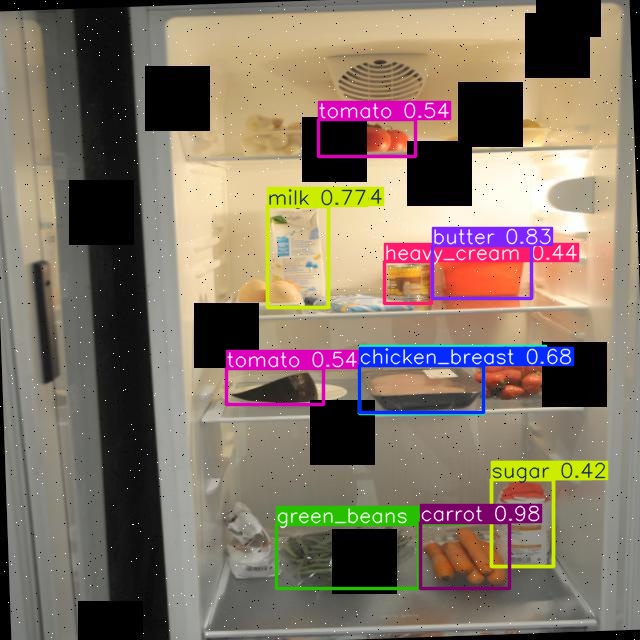 tomato 0.54
milk 0.774
butter 0.83
heavy_cream 0.44
tomato 0.54
chicken_breast 0.68
sugar 0.42
green_beans
carrot 0.98